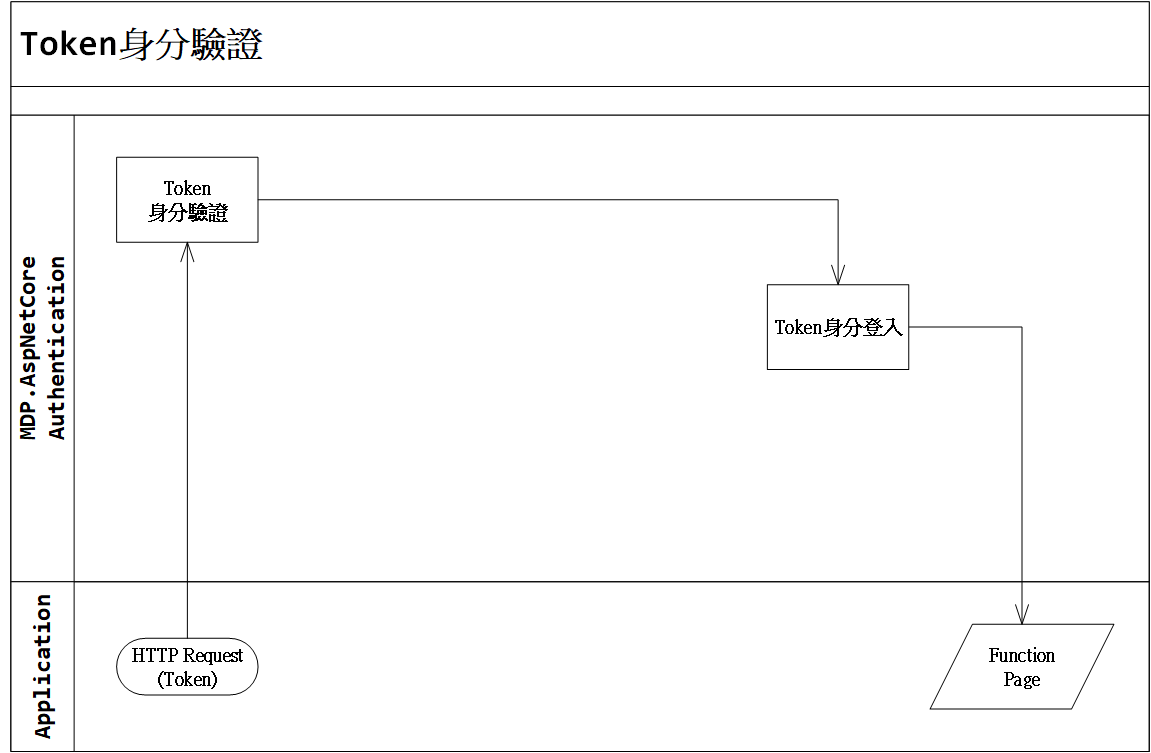 Token身分驗證
MDP.AspNetCore
Authentication
Token
身分驗證
Token身分登入
Application
HTTP Request
(Token)
Function
Page